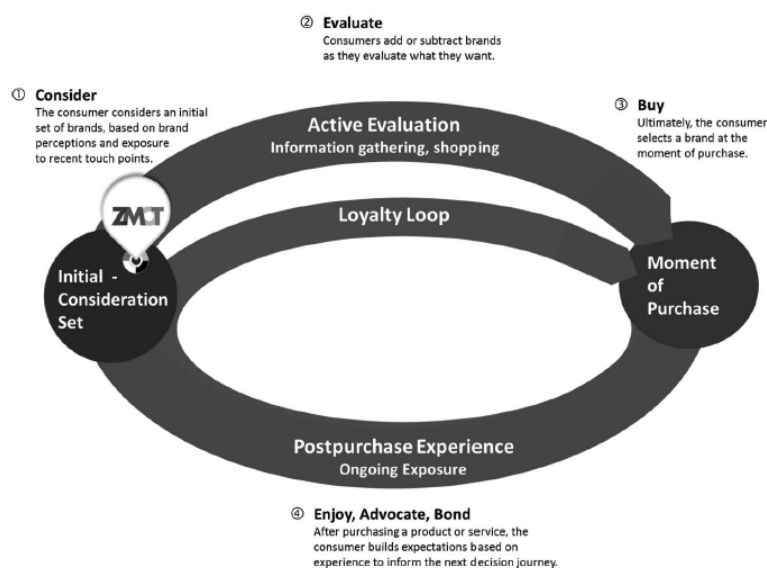 ② Evaluate
Consumers add or subtract brands
as they evaluate what they want.
① Consider
The consumer considers an initial
set of brands, based on brand
perceptions and exposure
to recent touch points.
③ Buy
Ultimately, the consumer
selects a brand at the
moment of purchase.
Active Evaluation
Information gathering, shopping
Loyalty Loop
ZMOT
Initial -
Consideration
Set
Moment
of
Purchase
Postpurchase Experience
Ongoing Exposure
④ Enjoy, Advocate, Bond
After purchasing a product or service, the
consumer builds expectations based on
experience to inform the next decision journey.